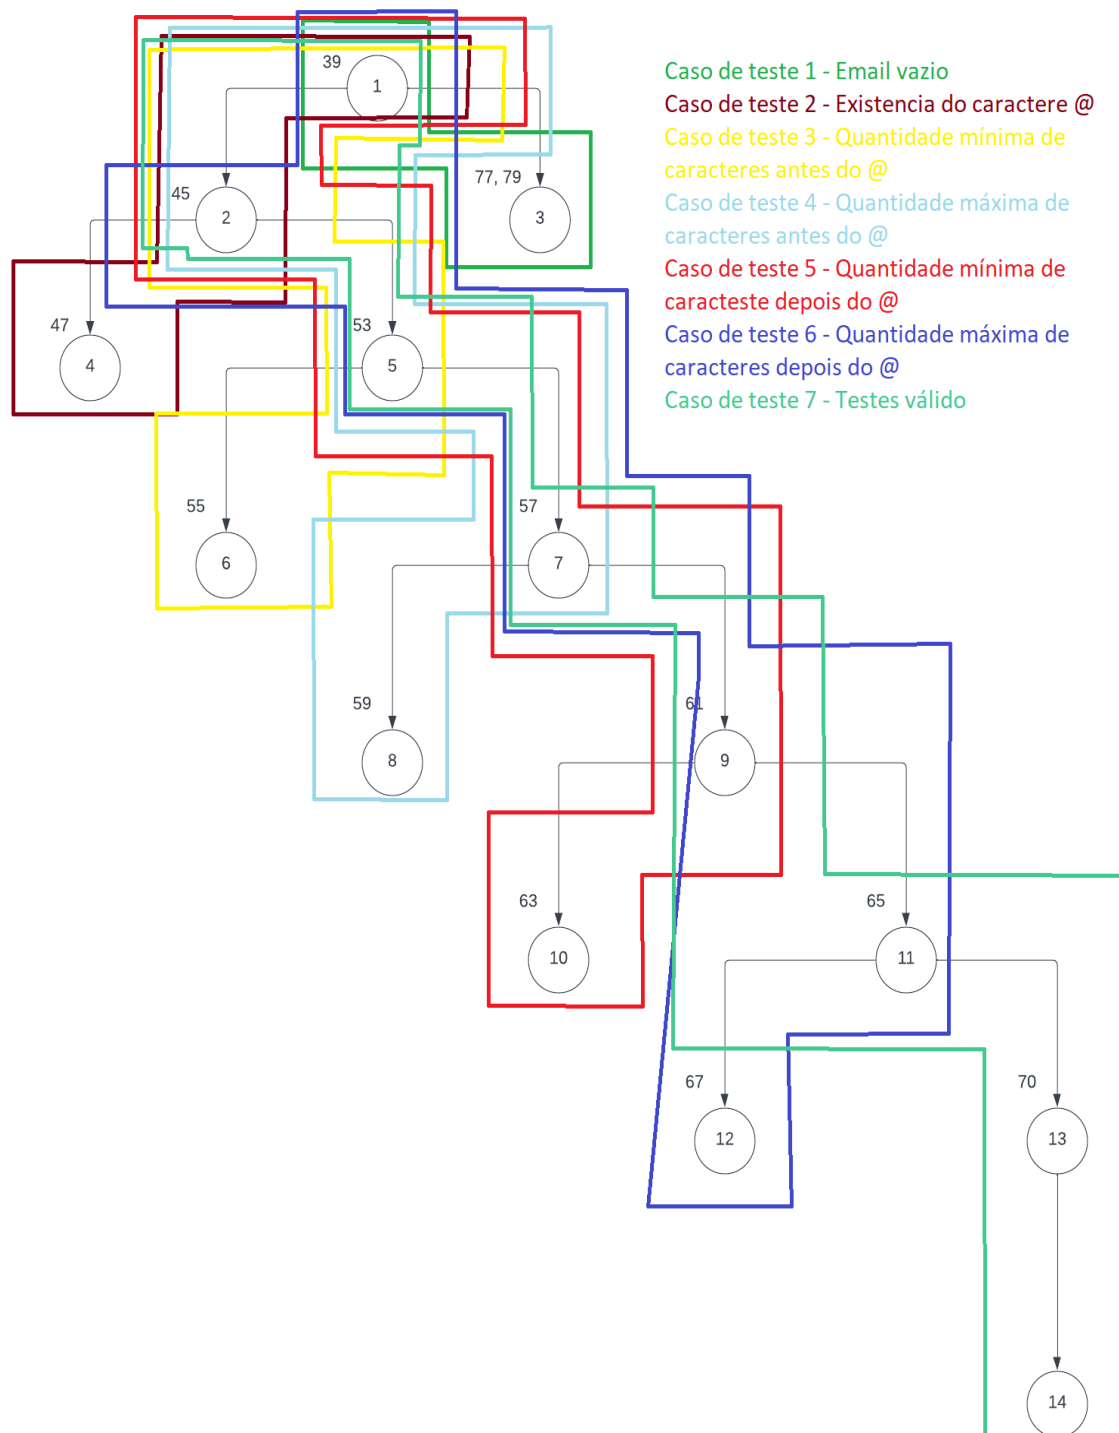 39
1
Caso de teste 1 - Email vazio
Caso de teste 2 - Existencia do caractere @
Caso de teste 3 - Quantidade mínima de
caracteres antes do @
Caso de teste 4 - Quantidade máxima de
caracteres antes do @
Caso de teste 5 - Quantidade mínima de
caracteste depois do @
Caso de teste 6 - Quantidade máxima de
caracteres depois do @
Caso de teste 7 - Testes válido
45
77, 79
2
3
47
53
4
5
55
57
6
7
59
61
8
9
63
65
10
11
67
70
12
13
14